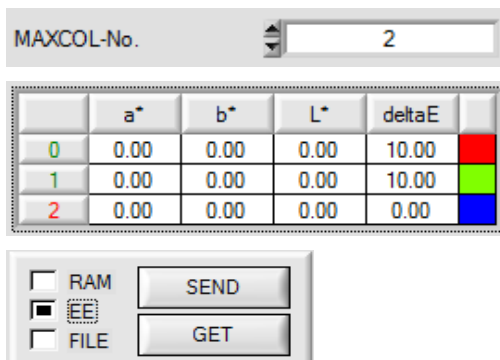 MAXCOL-No. 2
a* b* L* deltaE
0 0.00 0.00 0.00 10.00
1 0.00 0.00 0.00 10.00
2 0.00 0.00 0.00 0.00
RAM SEND
EE
FILE GET